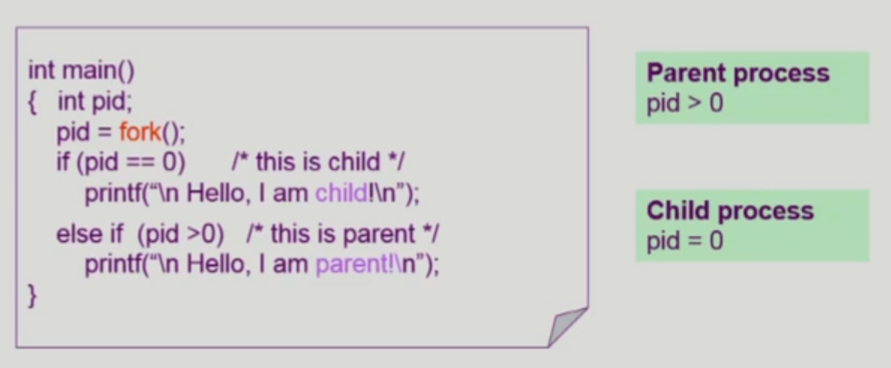 int main()
{ int pid;
pid = fork();
if (pid == 0) /* this is child */
printf(“\n Hello, I am child!\n”);
else if (pid >0) /* this is parent */
printf(“\n Hello, I am parent!\n”);
}
Parent process
pid > 0
Child process
pid = 0